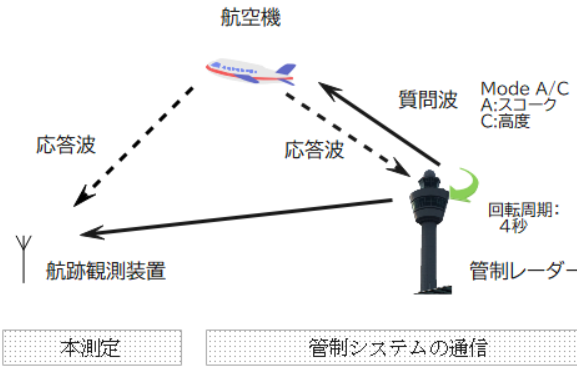 航空機
質問波
Mode A/C
A:スコーク
C:高度
応答波
応答波
回転周期:
4秒
航跡観測装置
管制レーダー
本測定
管制システムの通信